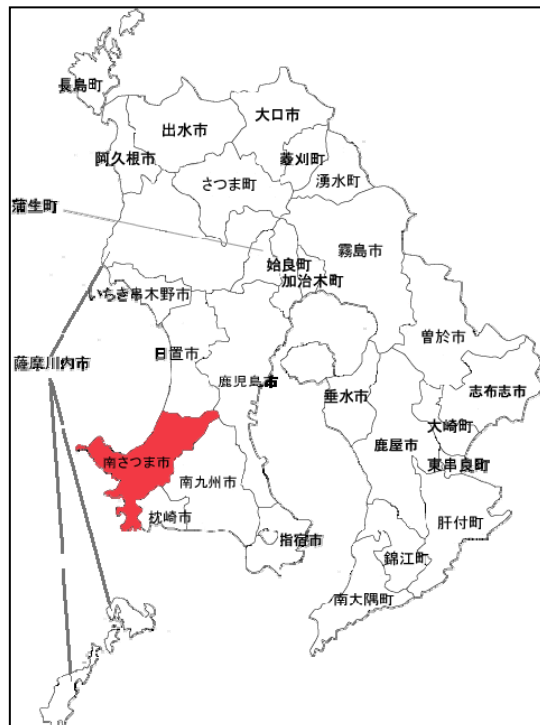 長島町
出水市
大口市
阿久根市
菱刈町
さつま町
湧水町
蒲生町
霧島市
姶良町
加治木町
いちき串木野市
日置市
曽於市
薩摩川内市
鹿児島市
垂水市
志布志市
大崎町
鹿屋市
東串良町
南さつま市
南九州市
枕崎市
肝付町
指宿市
錦江町
南大隅町